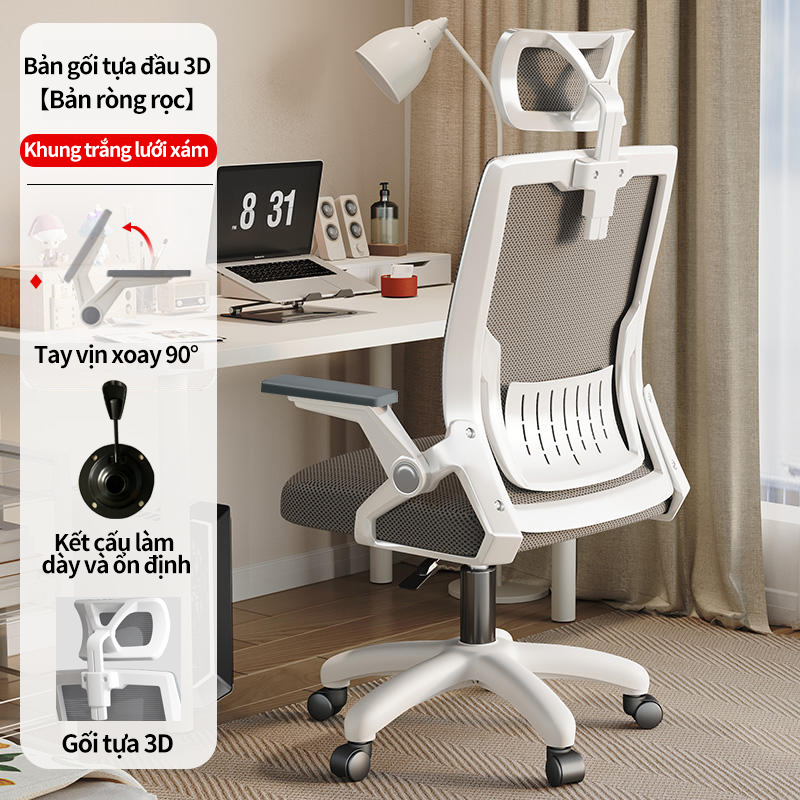 Bản gối tựa đầu 3D
【Bản ròng rọc】
Khung trắng lưới xám
Tay vịn xoay 90°
Kết cấu làm
dày và ổn định
Gối tựa 3D
PM 8 31